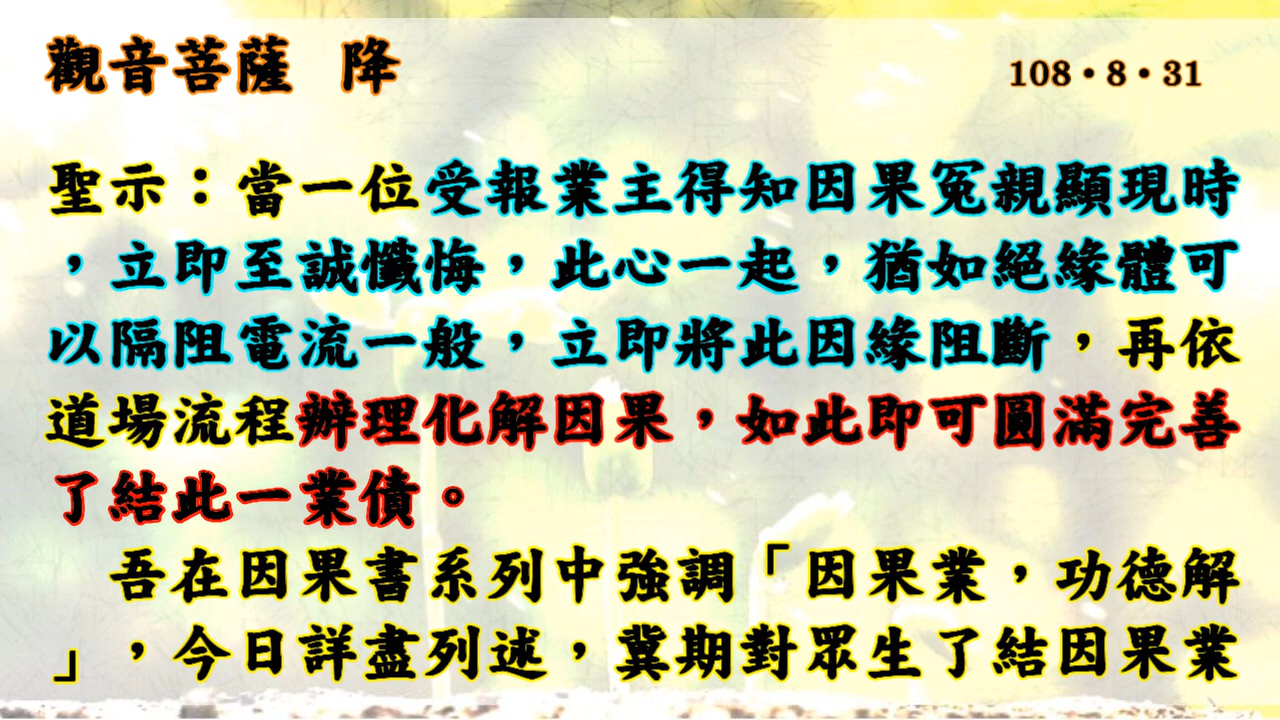 觀音菩薩　降
108·8·31
聖示：當一位受報業主得知因果冤親顯現時
，立即至誠懺悔，此心一起，猶如絕緣體可
以隔阻電流一般，立即將此因緣阻斷，再依
道場流程辦理化解因果，如此即可圓滿完善
了結此一業債。
　吾在因果書系列中強調「因果業，功德解
」，今日詳盡列述，冀期對眾生了結因果業